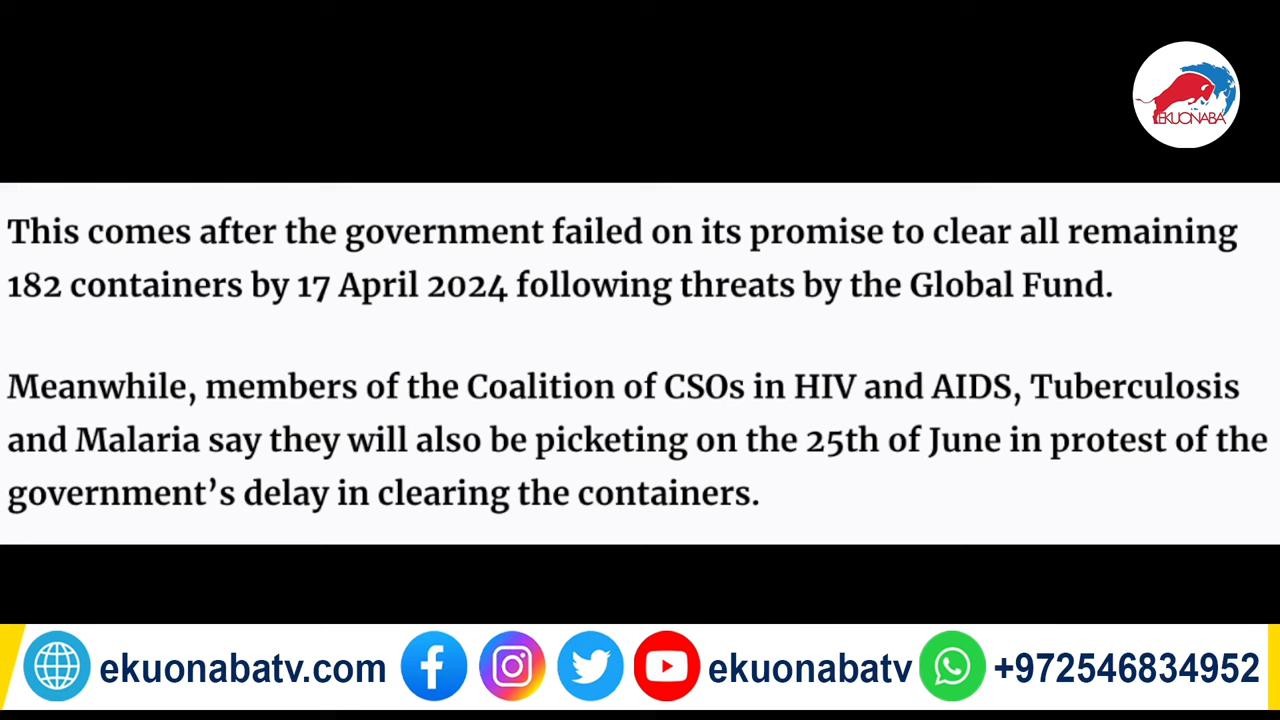 EKUONABA
This comes after the government failed on its promise to clear all remaining
182 containers by 17 April 2024 following threats by the Global Fund.
Meanwhile, members of the Coalition of CSOs in HIV and AIDS, Tuberculosis
and Malaria say they will also be picketing on the 25th of June in protest of the
government’s delay in clearing the containers.
ekuonabatv.com ekuonabatv +972546834952